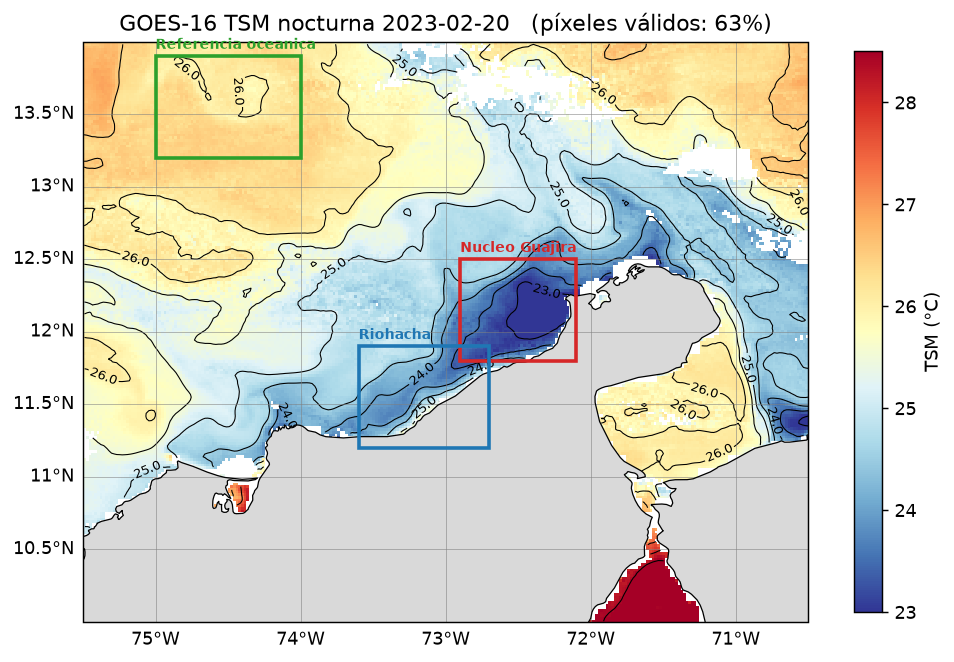 GOES-16 TSM nocturna 2023-02-20 (píxeles válidos: 63%)
Referencia oceanica
Nucleo Guajira
Riohacha
26.0
26.0
25.0
26.0
25.0
26.0
25.0
26.0
25.0
23.0
26.0
24.0
24.
25.0
25.0
26.0
24.0
26.0
24.0
26.0
25.0
13.5°N
13°N
12.5°N
12°N
11.5°N
11°N
10.5°N
75°W
74°W
73°W
72°W
71°W
28
27
26
25
24
23
TSM (°C)